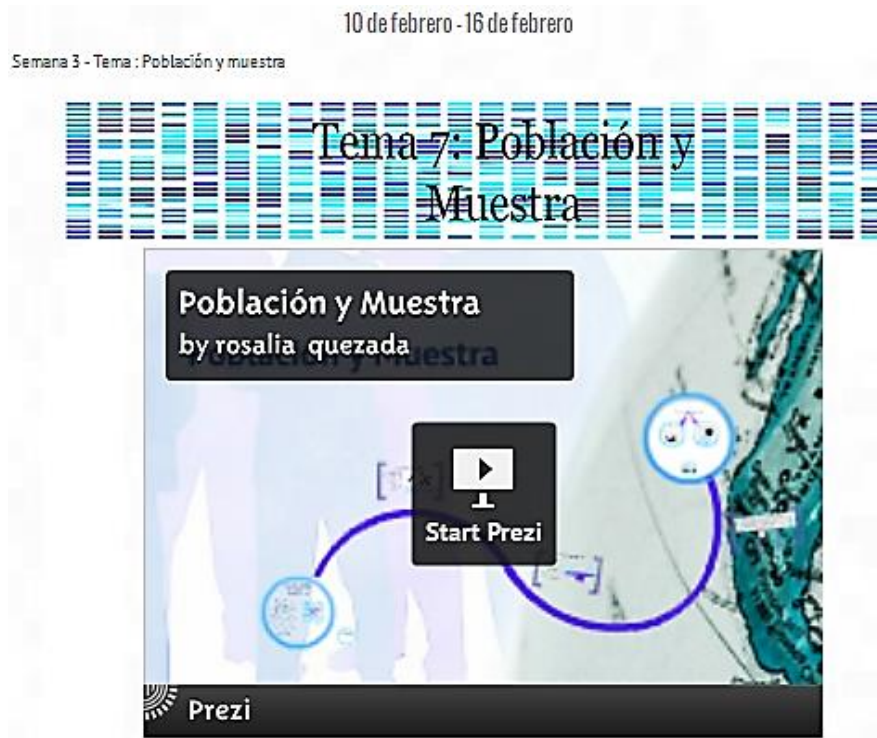 10 de febrero - 16 de febrero
Semana 3 - Tema : Población y muestra
Tema 7: Población y
Muestra
Población y Muestra
by rosalia quezada
Start Prezi
Prezi